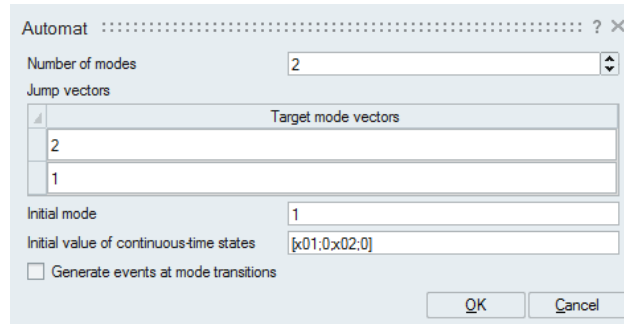 Automat ? ×
Number of modes 2
Jump vectors
Target mode vectors
2
1
Initial mode 1
Initial value of continuous-time states [x01;0;x02;0]
Generate events at mode transitions
OK Cancel